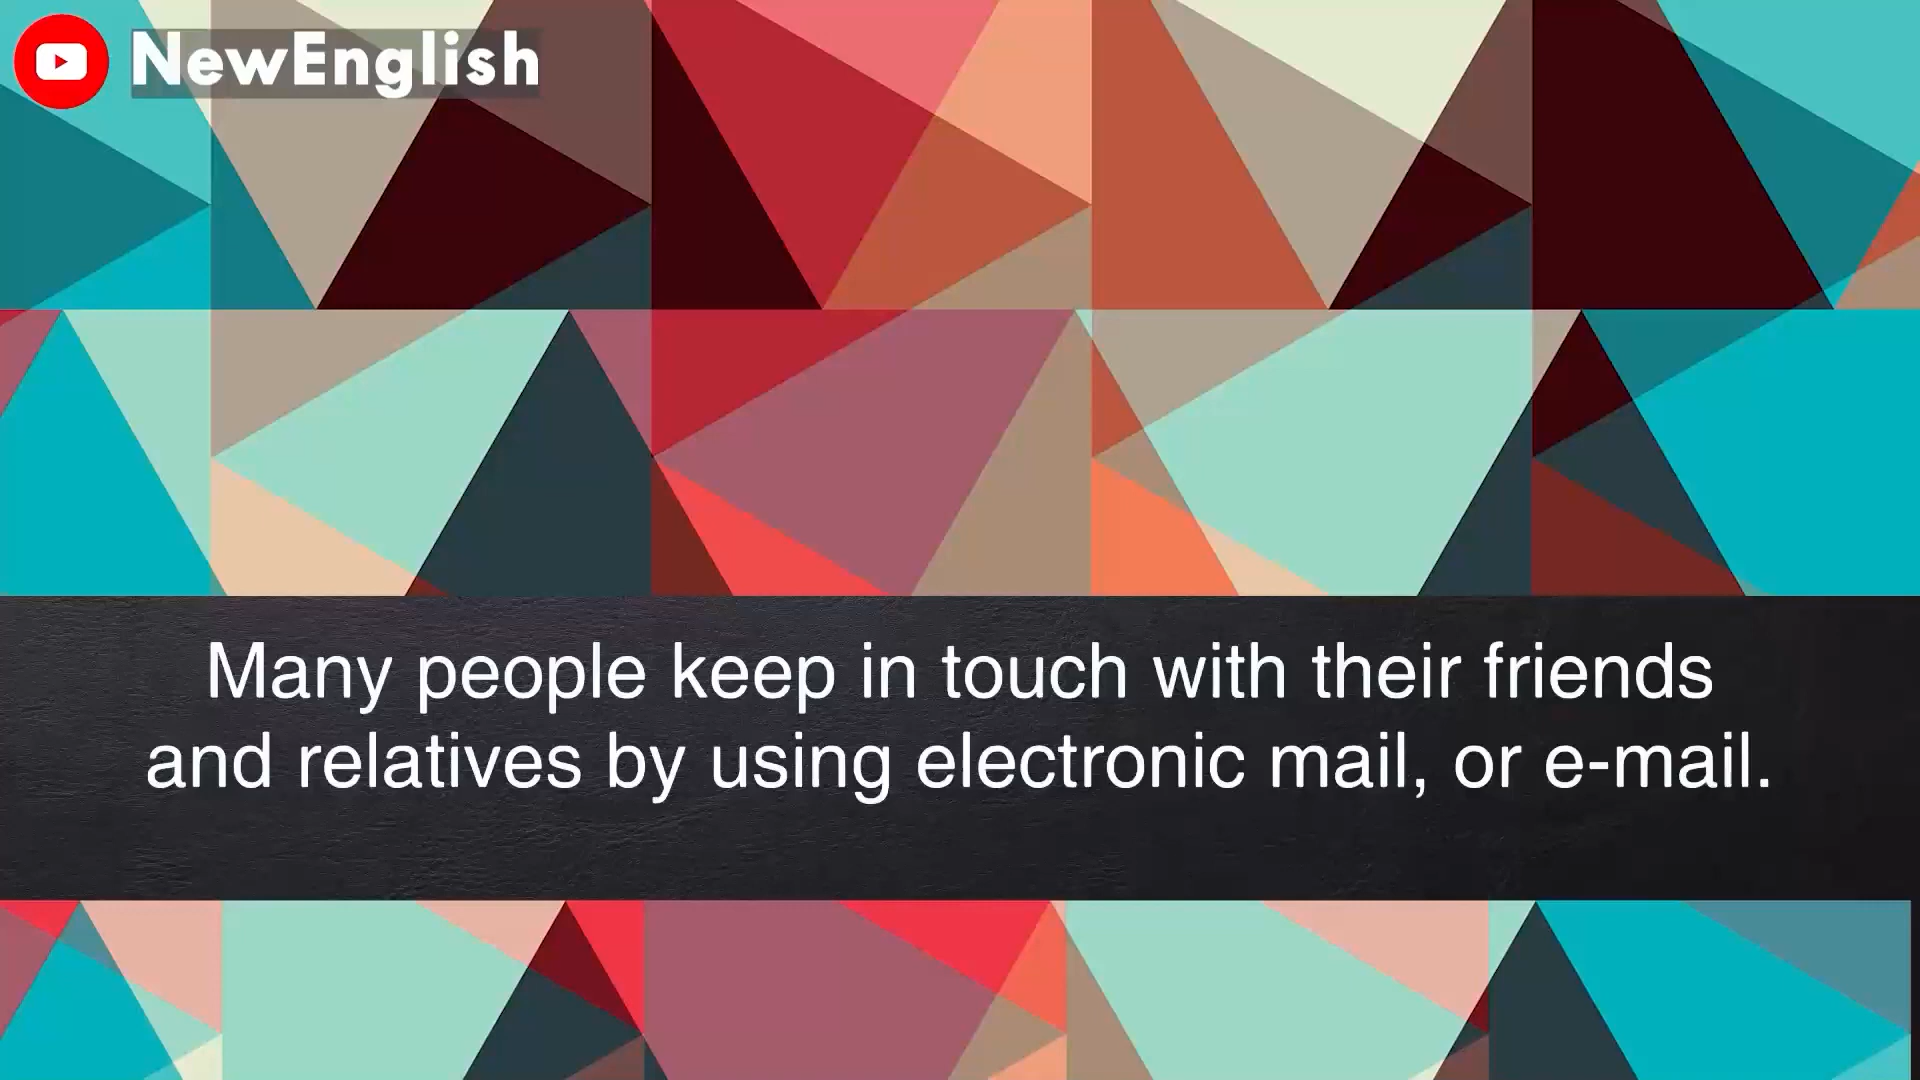 NewEnglish
Many people keep in touch with their friends
and relatives by using electronic mail, or e-mail.